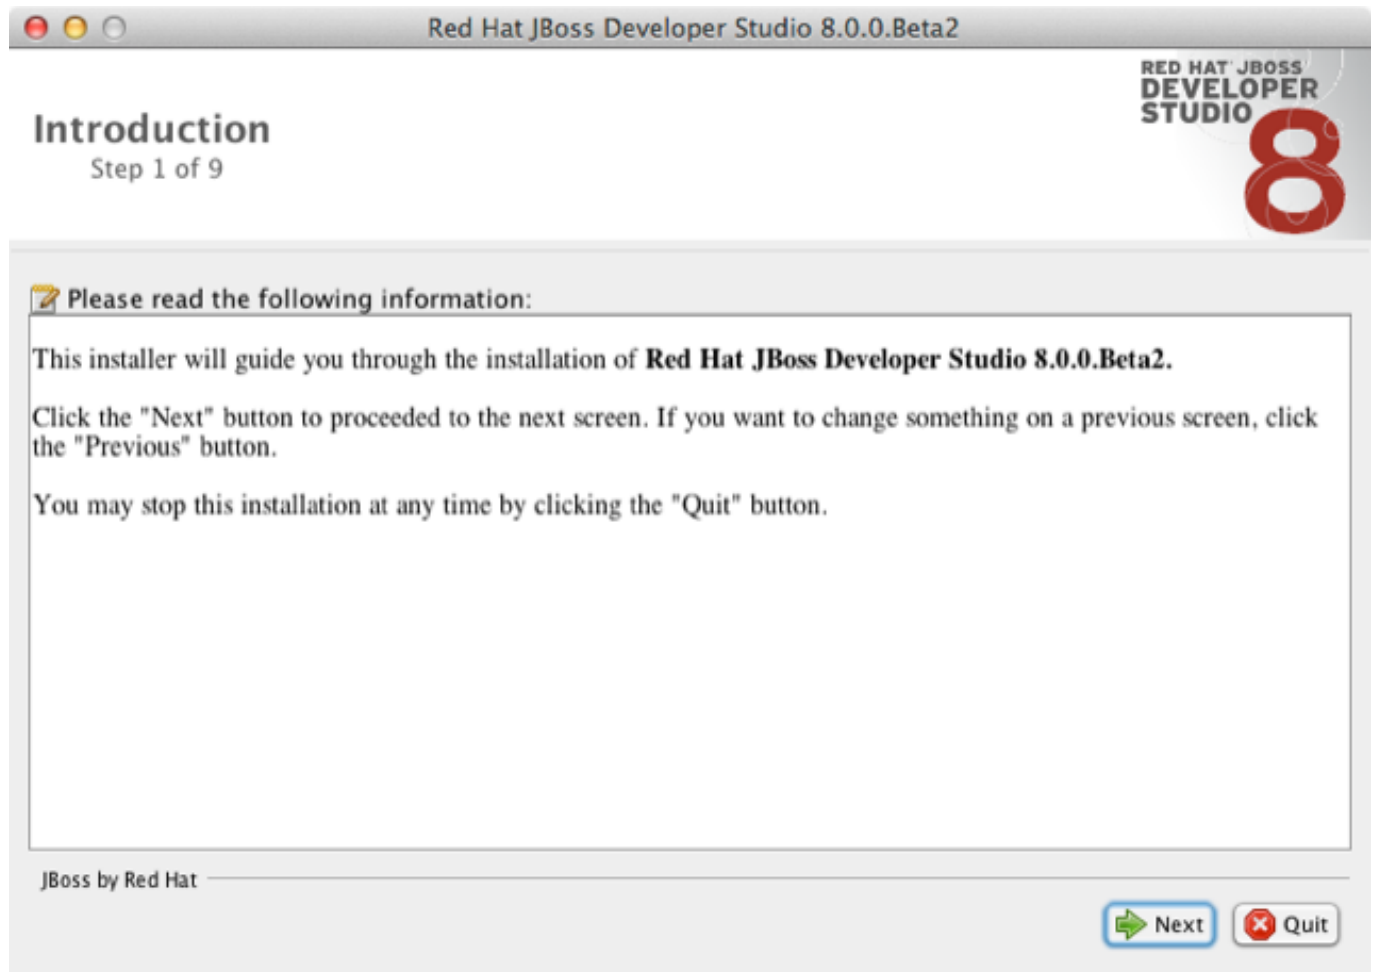 Red Hat JBoss Developer Studio 8.0.0.Beta2
RED HAT JBOSS
DEVELOPER
STUDIO
8
Introduction
Step 1 of 9
Please read the following information:
This installer will guide you through the installation of Red Hat JBoss Developer Studio 8.0.0.Beta2.
Click the "Next" button to proceeded to the next screen. If you want to change something on a previous screen, click
the "Previous" button.
You may stop this installation at any time by clicking the "Quit" button.
JBoss by Red Hat
Next
Quit